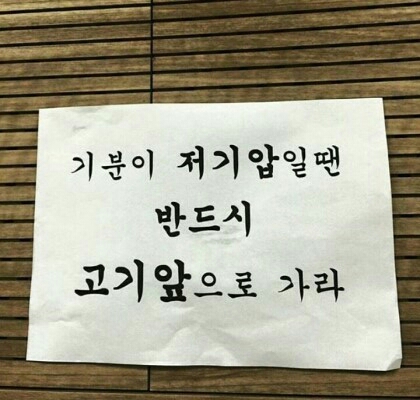 기분이 저기압일땐
반드시
고기앞으로 가라